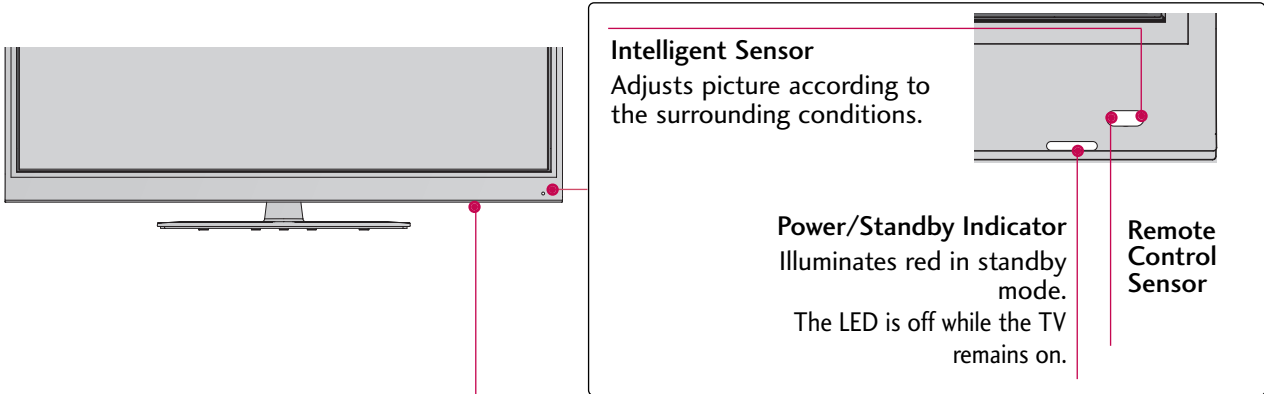 Intelligent Sensor
Adjusts picture according to
the surrounding conditions.
Power/Standby Indicator
Illuminates red in standby
mode.
The LED is off while the TV
remains on.
Remote
Control
Sensor